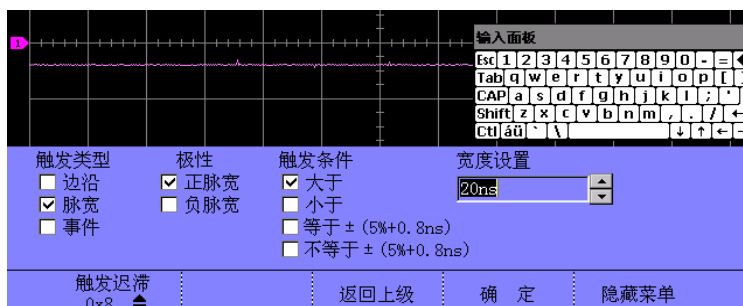 1
输入面板
Esc 1 2 3 4 5 6 7 8 9 0 - =
Tab q w e r t y u i o p [ ]
CAP a s d f g h j k l ; '
Shift z x c v b n m , . / ←
Ctl áü ` \ ↓ ↑ ← -
触发类型 极性 触发条件 宽度设置
边沿 正脉宽 大于 20ns
脉宽 负脉宽 小于
事件 等于±(5%+0.8ns)
不等于±(5%+0.8ns)
触发迟滞 返回上级 确 定 隐藏菜单
0x8